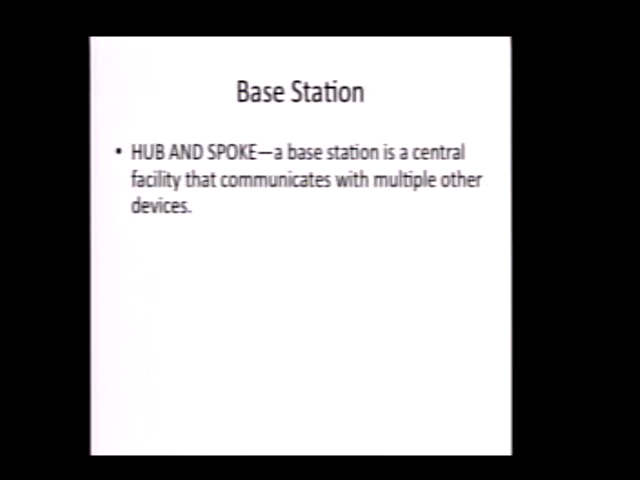 Base Station
• HUB AND SPOKE—a base station is a central
facility that communicates with multiple other
devices.